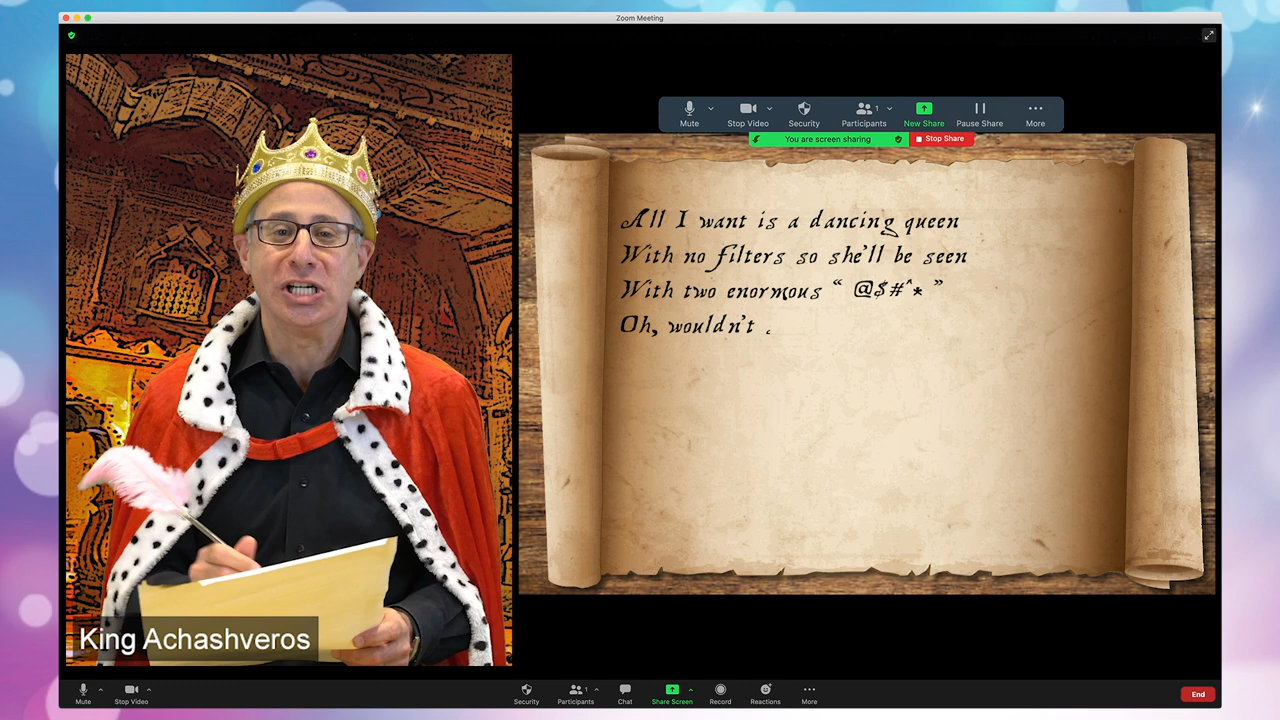 Zoom Meeting
Mute
Stop Video
Security
Participants
1
New Share
Pause Share
More
You are screen sharing
Stop Share
All I want is a dancing queen
With no filters so she'll be seen
With two enormous “ @$#^* ”
Oh, wouldn't
King Achashveros
Mute
Stop Video
Security
Participants
1
Chat
Share Screen
Record
Reactions
More
End